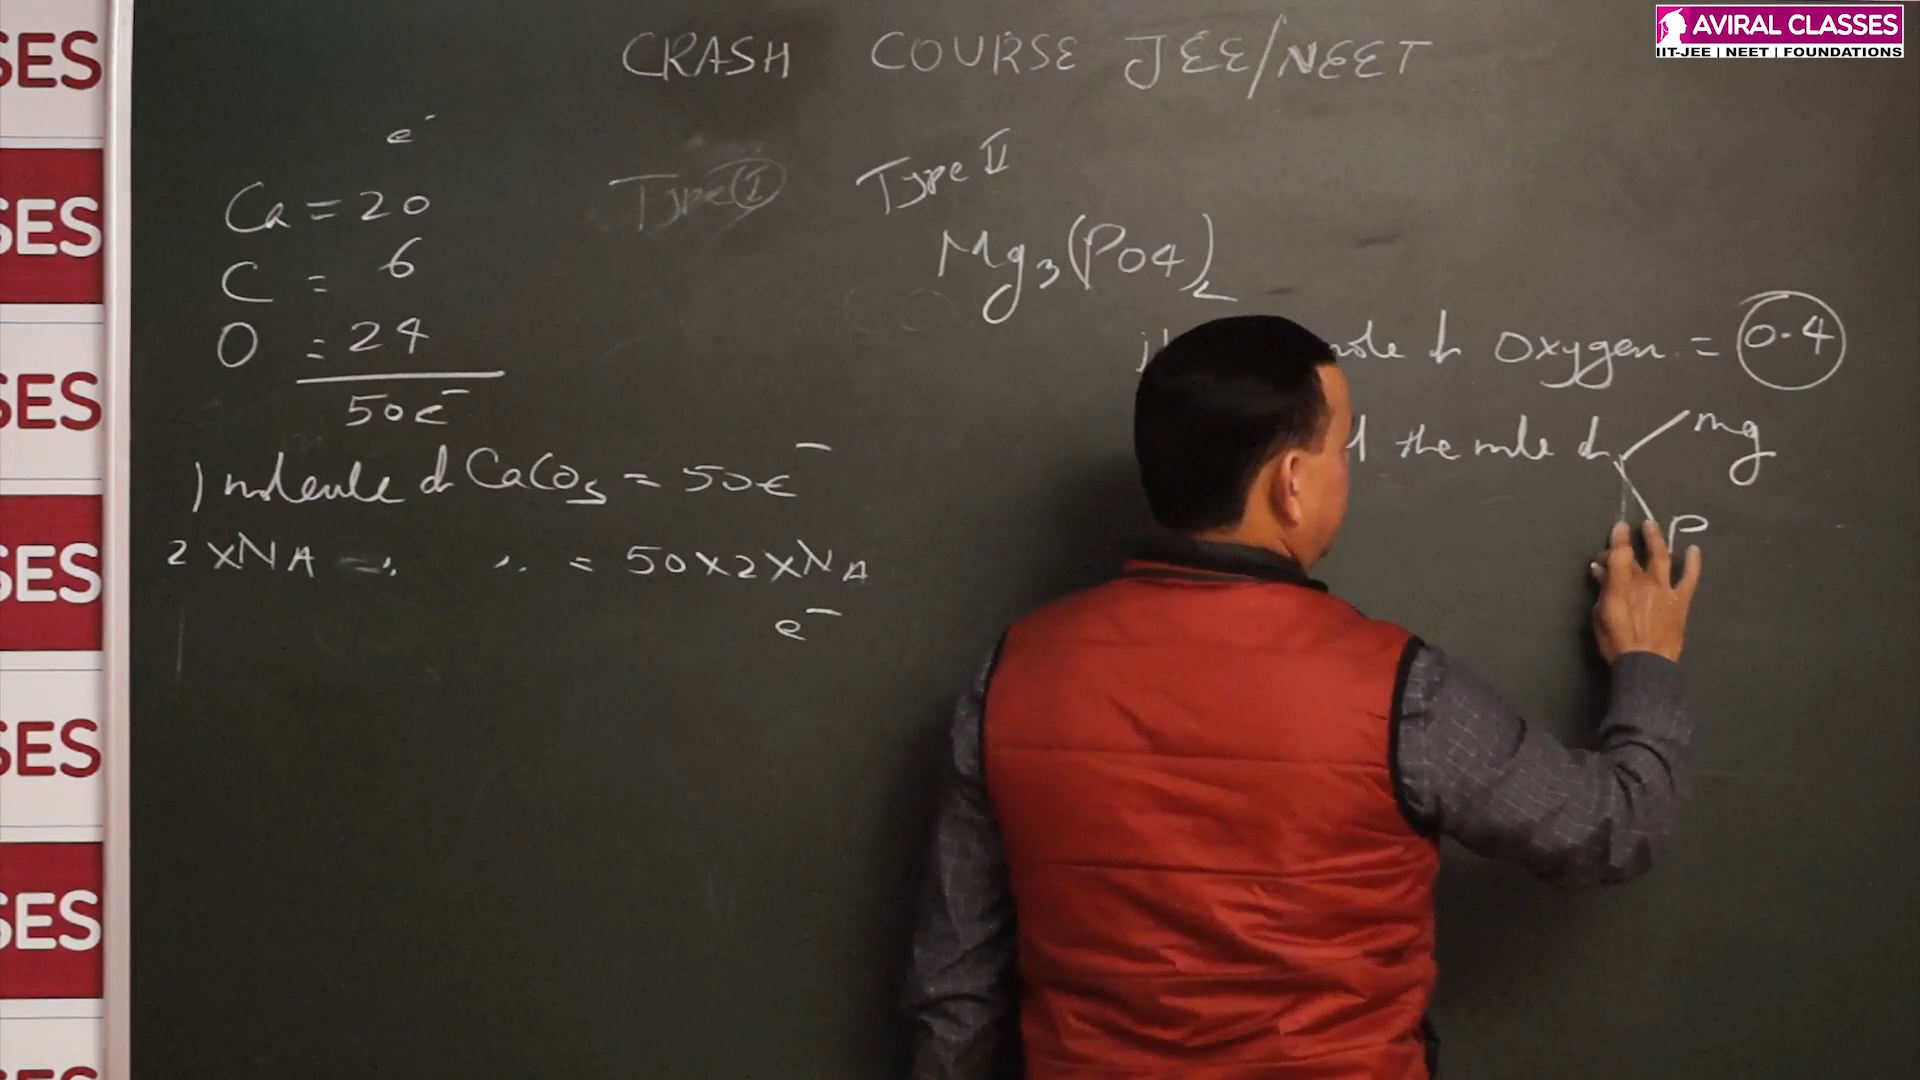 AVIRAL CLASSES
IIT-JEE | NEET | FOUNDATIONS
CRASH COURSE JEE/NEET
e-
Ca = 20
C = 6
O = 24
50e-
1 molecule of CaCO3 = 50e-
2 x NA = 50 x 2 x NA
e-
Type I
Type II
Mg3(PO4)2
mole of Oxygen = 0.4
the mole of Mg
P
SES
SES
SES
SES
SES
SES
SES